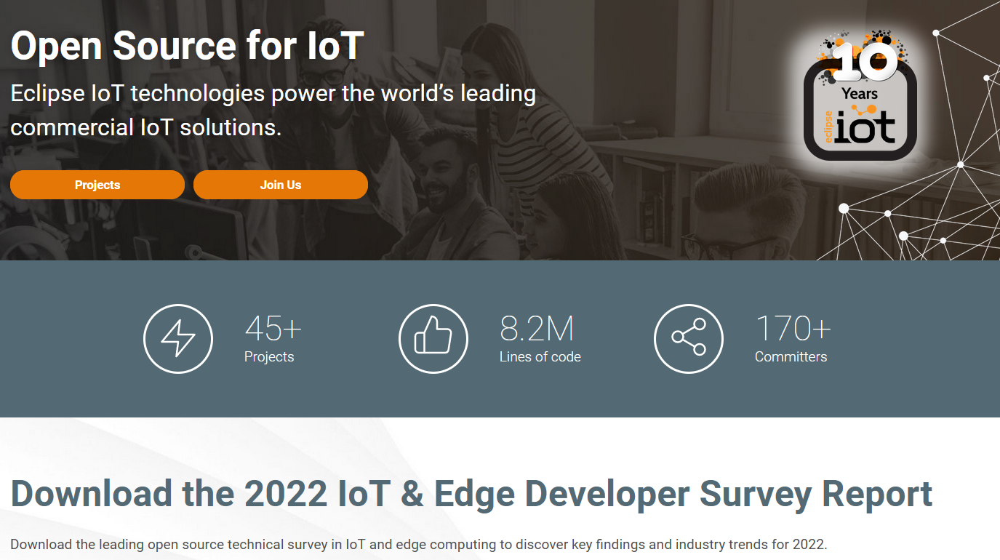 Open Source for IoT
Eclipse IoT technologies power the world’s leading
commercial IoT solutions.
10
Years
eclipse
iot
Projects
Join Us
45+
Projects
8.2M
Lines of code
170+
Committers
Download the 2022 IoT & Edge Developer Survey Report
Download the leading open source technical survey in IoT and edge computing to discover key findings and industry trends for 2022.